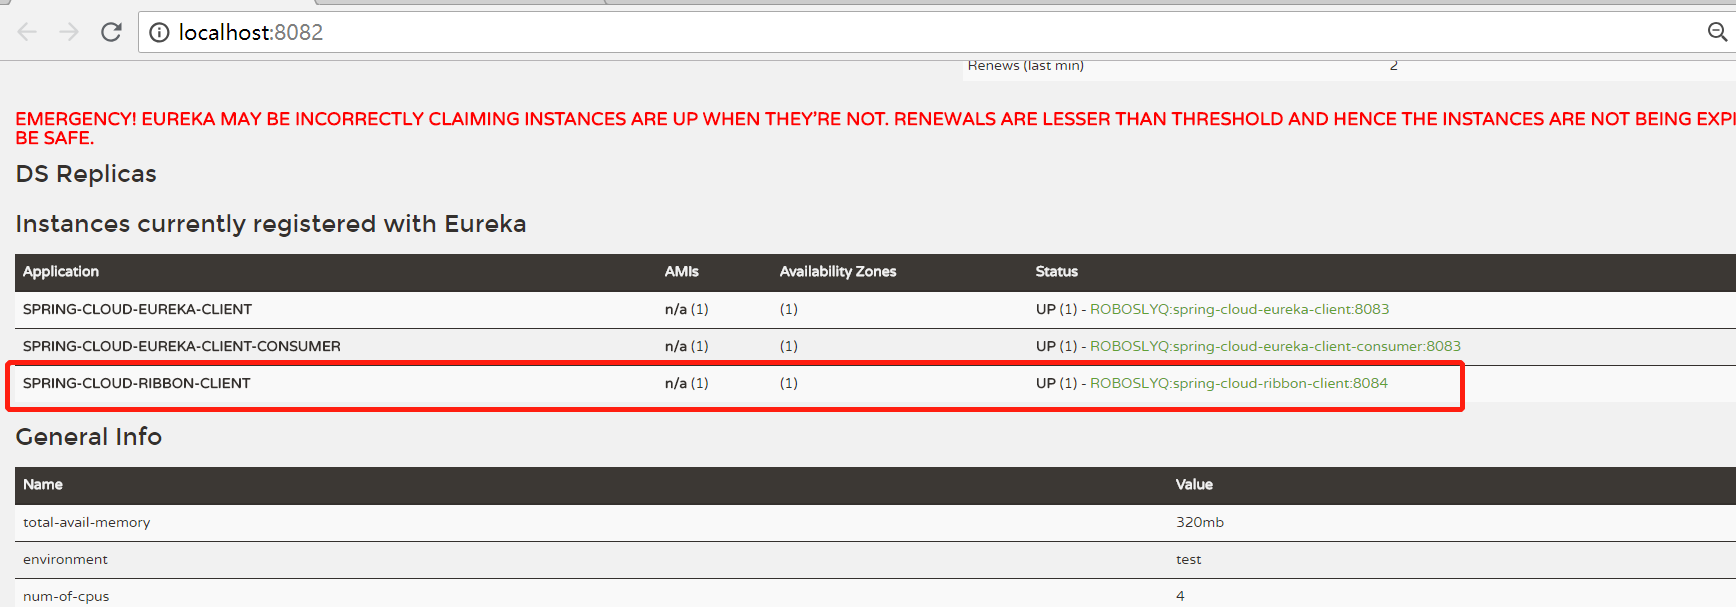 localhost:8082
Renews (last min) 2
EMERGENCY! EUREKA MAY BE INCORRECTLY CLAIMING INSTANCES ARE UP WHEN THEY'RE NOT. RENEWALS ARE LESSER THAN THRESHOLD AND HENCE THE INSTANCES ARE NOT BEING EXPI
BE SAFE.
DS Replicas
Instances currently registered with Eureka
Application AMIs Availability Zones Status
SPRING-CLOUD-EUREKA-CLIENT n/a (1) (1) UP (1) - ROBOSLYQ:spring-cloud-eureka-client:8083
SPRING-CLOUD-EUREKA-CLIENT-CONSUMER n/a (1) (1) UP (1) - ROBOSLYQ:spring-cloud-eureka-client-consumer:8083
SPRING-CLOUD-RIBBON-CLIENT n/a (1) (1) UP (1) - ROBOSLYQ:spring-cloud-ribbon-client:8084
General Info
Name Value
total-avail-memory 320mb
environment test
num-of-cpus 4